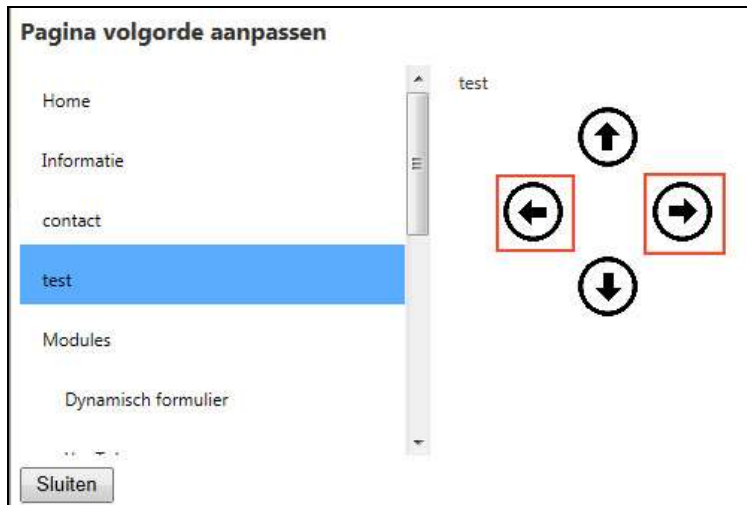 Pagina volgorde aanpassen
Home
Informatie
contact
test
Modules
Dynamisch formulier
test
Sluiten